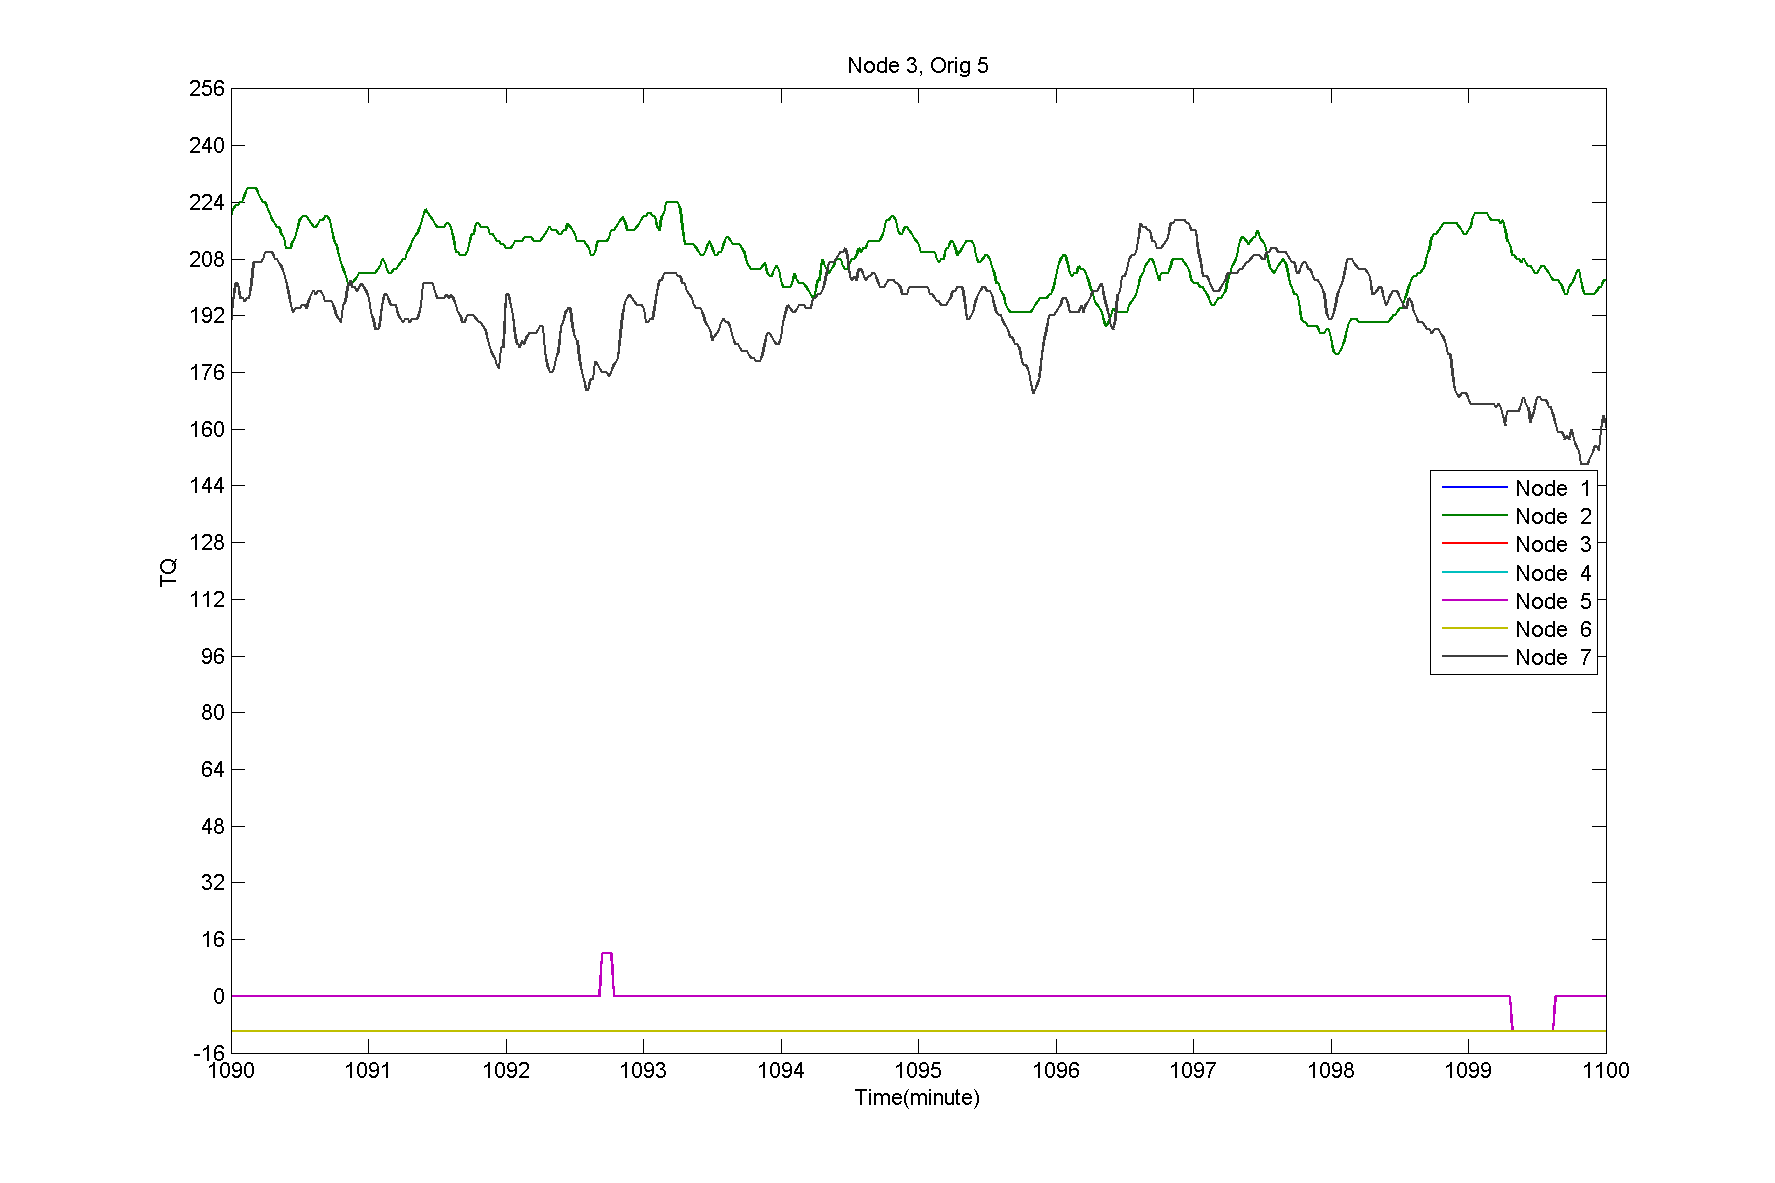 Node 3, Orig 5
256
240
224
208
192
176
160
144
128
112
96
80
64
48
32
16
0
-16
TQ
Node 1
Node 2
Node 3
Node 4
Node 5
Node 6
Node 7
1090 1091 1092 1093 1094 1095 1096 1097 1098 1099 1100
Time(minute)